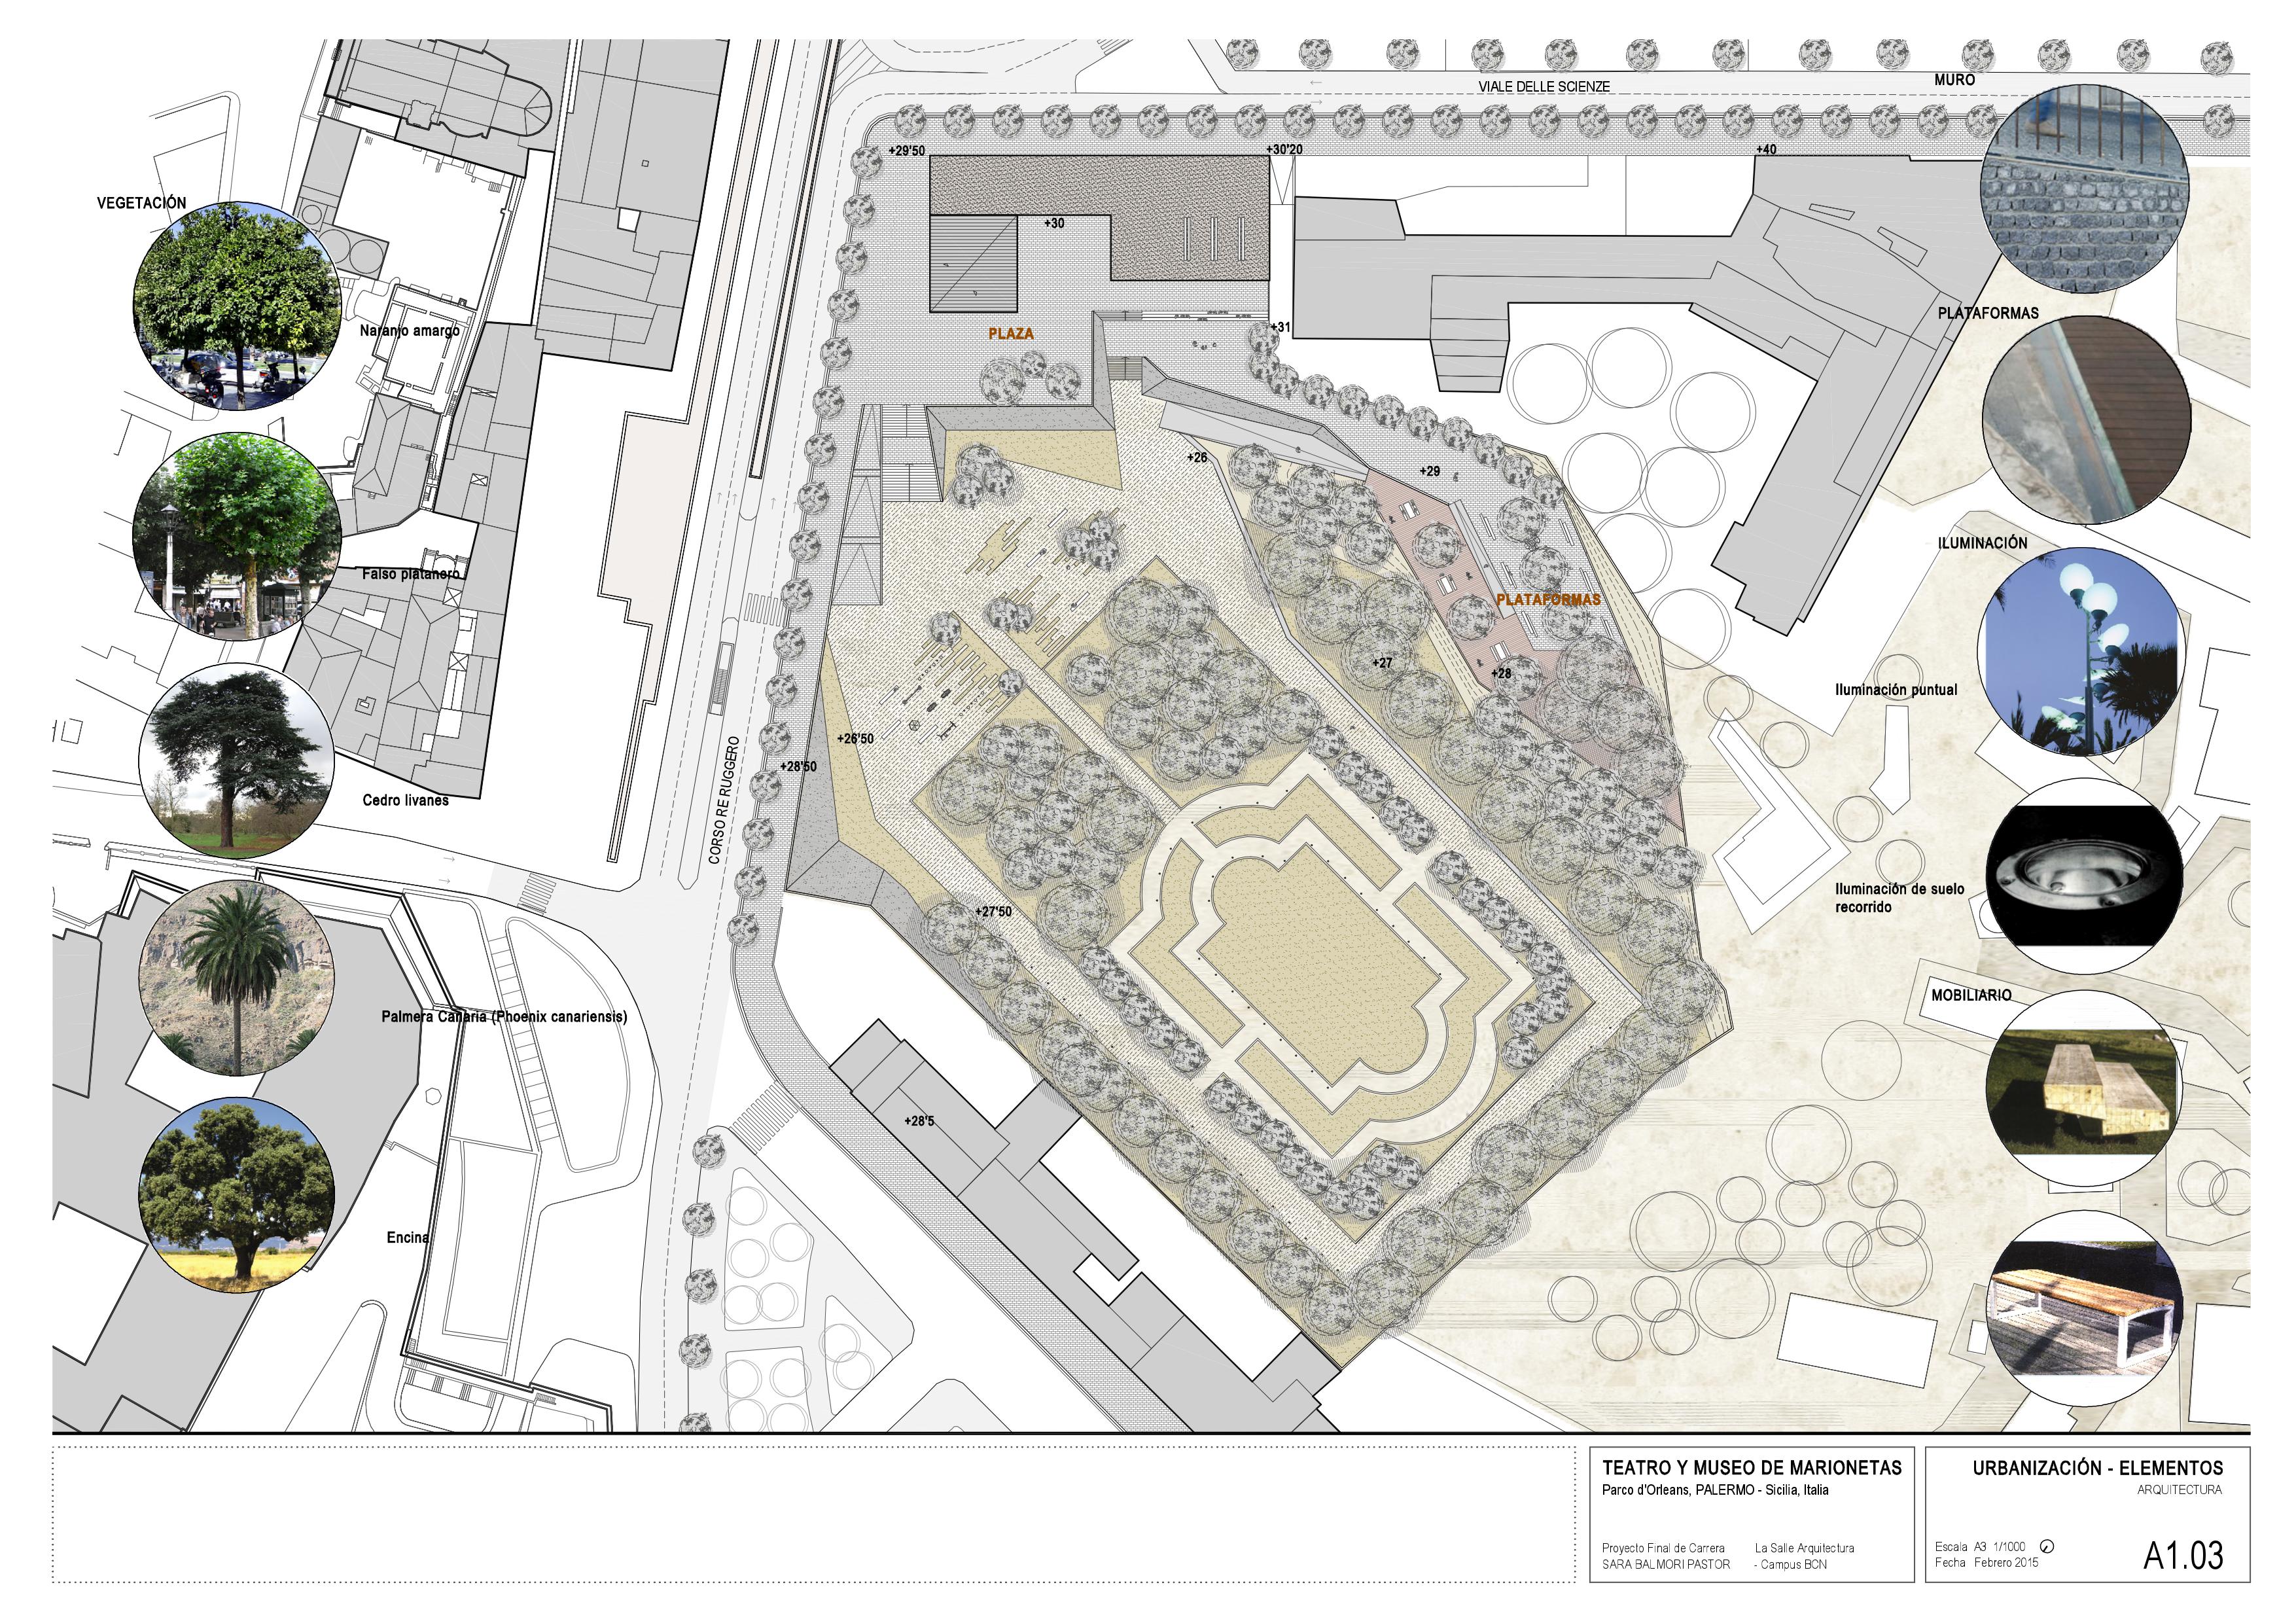 VIALE DELLE SCIENZE
MURO
+29'50
+30'20
+40
VEGETACIÓN
+30
PLATAFORMAS
Naranjo amargo
PLAZA
+31
+26
+29
ILUMINACIÓN
Falso platanero
PLATAFORMAS
+27
+28
Iluminación puntual
+26'50
+28'50
CORSO RE RUGGERO
Cedro livanes
Iluminación de suelo
recorrido
+27'50
MOBILIARIO
Palmera Canaria (Phoenix canariensis)
+28'5
Encina
TEATRO Y MUSEO DE MARIONETAS
Parco d'Orleans, PALERMO - Sicilia, Italia
Proyecto Final de Carrera La Salle Arquitectura
SARA BALMORI PASTOR - Campus BCN
URBANIZACIÓN - ELEMENTOS
ARQUITECTURA
Escala A3 1/1000
Fecha Febrero 2015
A1.03